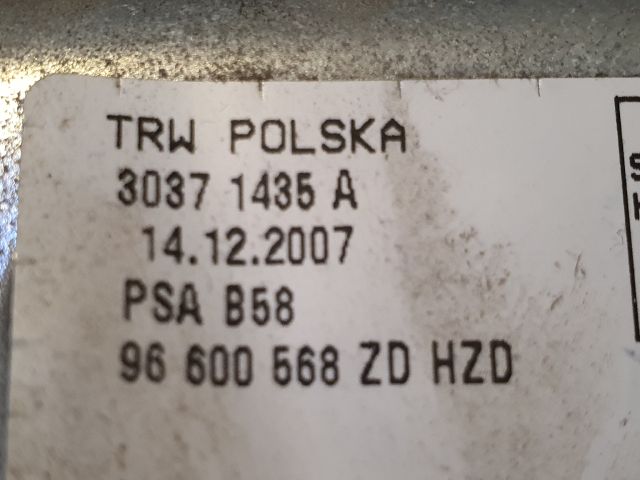 TRW POLSKA
3037 1435 A
14.12.2007
PSA B58
96 600 568 ZD HZD